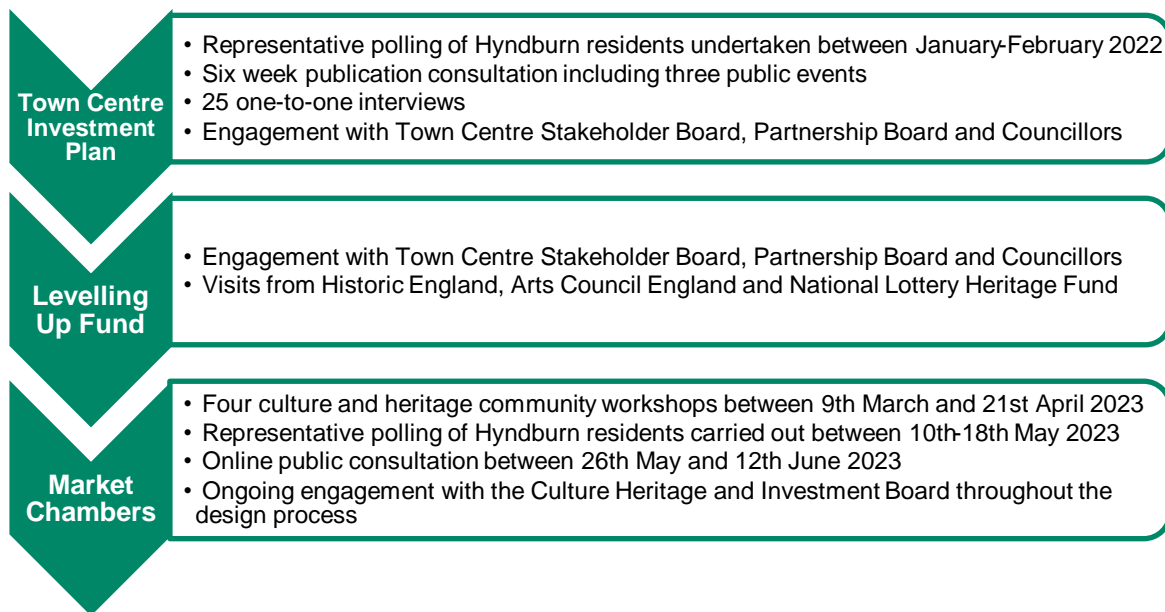 Town Centre
Investment
Plan
• Representative polling of Hyndburn residents undertaken between January-February 2022
• Six week publication consultation including three public events
• 25 one-to-one interviews
• Engagement with Town Centre Stakeholder Board, Partnership Board and Councillors
Levelling
Up Fund
• Engagement with Town Centre Stakeholder Board, Partnership Board and Councillors
• Visits from Historic England, Arts Council England and National Lottery Heritage Fund
Market
Chambers
• Four culture and heritage community workshops between 9th March and 21st April 2023
• Representative polling of Hyndburn residents carried out between 10th-18th May 2023
• Online public consultation between 26th May and 12th June 2023
• Ongoing engagement with the Culture Heritage and Investment Board throughout the
design process